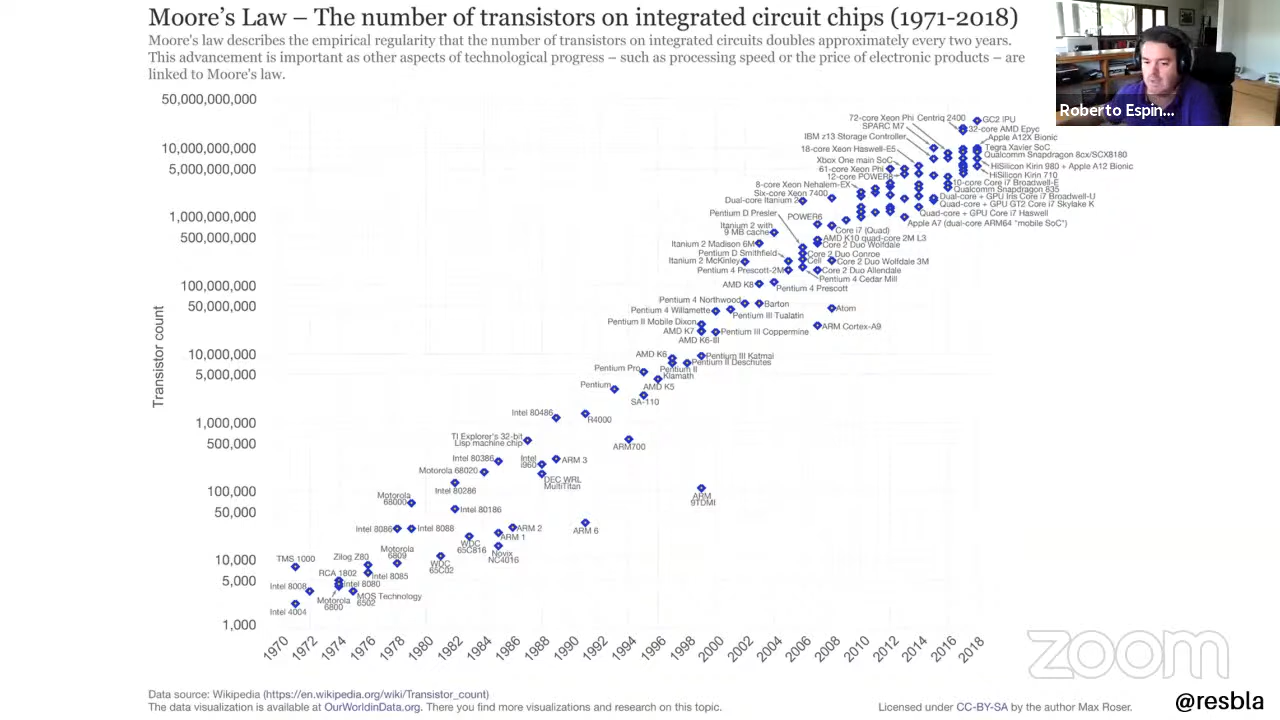 Moore's Law – The number of transistors on integrated circuit chips (1971-2018)
Moore's law describes the empirical regularity that the number of transistors on integrated circuits doubles approximately every two years.
This advancement is important as other aspects of technological progress – such as processing speed or the price of electronic products – are
linked to Moore's law.
Roberto Espin...
Transistor count
50,000,000,000
10,000,000,000
5,000,000,000
1,000,000,000
500,000,000
100,000,000
50,000,000
10,000,000
5,000,000
1,000,000
500,000
100,000
50,000
10,000
5,000
1,000
72-core Xeon Phi Centriq 2400
GC2 IPU
SPARC M7
32-core AMD Epyc
IBM z13 Storage Controller
Apple A12X Bionic
Tegra Xavier SoC
18-core Xeon Haswell-E5
Qualcomm Snapdragon 8cx/SCX8180
Xbox One main SoC
HiSilicon Kirin 980 + Apple A12 Bionic
61-core Xeon Phi
HiSilicon Kirin 710
12-core POWER8
10-core Core i7 Broadwell-E
8-core Xeon Nehalem-EX
Qualcomm Snapdragon 835
Six-core Xeon 7400
Dual-core + GPU Iris Core i7 Broadwell-U
Dual-core Itanium 2
Quad-core + GPU GT2 Core i7 Skylake K
Pentium D Presler
POWER6
Quad-core + GPU Core i7 Haswell
Apple A7 (dual-core ARM64 "mobile SoC")
Itanium 2 with
9 MB cache
Core i7 (Quad)
AMD K10 quad-core 2M L3
Itanium 2 Madison 6M
Core 2 Duo Wolfdale
Pentium D Smithfield
Core 2 Duo Conroe
Itanium 2 McKinley
Cell
Core 2 Duo Wolfdale 3M
Pentium 4 Prescott-2M
Core 2 Duo Allendale
Pentium 4 Cedar Mill
AMD K8
Pentium 4 Prescott
Pentium 4 Northwood
Barton
Atom
Pentium 4 Willamette
Pentium III Tualatin
Pentium II Mobile Dixon
ARM Cortex-A9
AMD K7
Pentium III Coppermine
AMD K6-III
AMD K6
Pentium III Katmai
Pentium II Deschutes
Pentium Pro
Pentium II
Klamath
Pentium
AMD K5
SA-110
Intel 80486
R4000
TI Explorer's 32-bit
Lisp machine chip
ARM700
Intel 80386
Intel
i960
ARM 3
Motorola 68020
DEC WRL
MultiTitan
Intel 80286
ARM
9TDMI
Motorola
68000
Intel 80186
Intel 8086
Intel 8088
ARM 2
ARM 6
ARM 1
WDC
65C816
Novix
NC4016
Motorola
6809
TMS 1000
Zilog Z80
WDC
65C02
RCA 1802
Intel 8085
Intel 8008
Intel 8080
MOS Technology
6502
Motorola
6800
Intel 4004
1970
1972
1974
1976
1978
1980
1982
1984
1986
1988
1990
1992
1994
1996
1998
2000
2002
2004
2006
2008
2010
2012
2014
2016
2018
zoom
Data source: Wikipedia (https://en.wikipedia.org/wiki/Transistor_count)
The data visualization is available at OurWorldinData.org. There you find more visualizations and research on this topic.
Licensed under CC-BY-SA by the author Max Roser.
@resbla